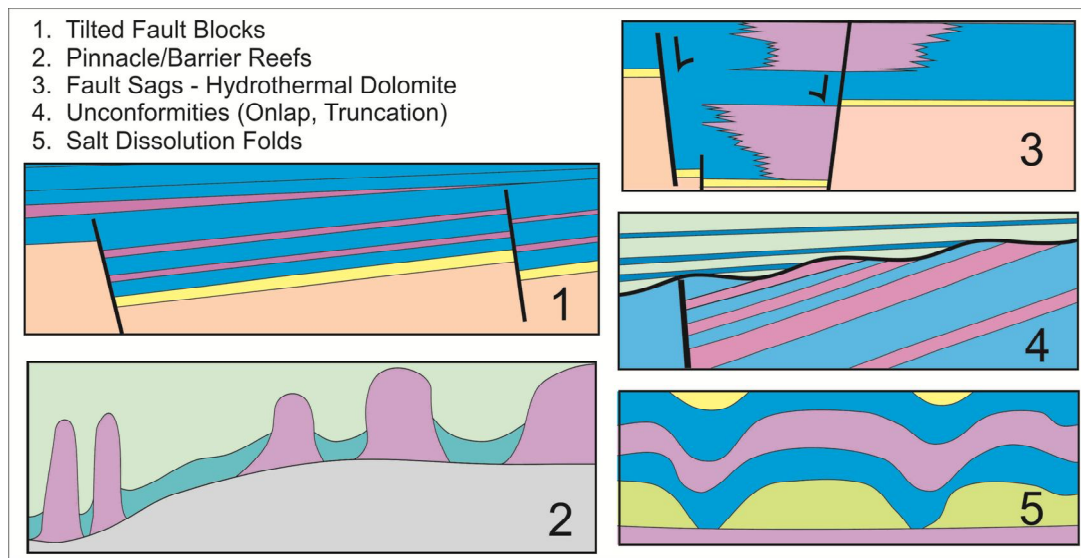 1. Tilted Fault Blocks
2. Pinnacle/Barrier Reefs
3. Fault Sags - Hydrothermal Dolomite
4. Unconformities (Onlap, Truncation)
5. Salt Dissolution Folds
3
1
4
2
5